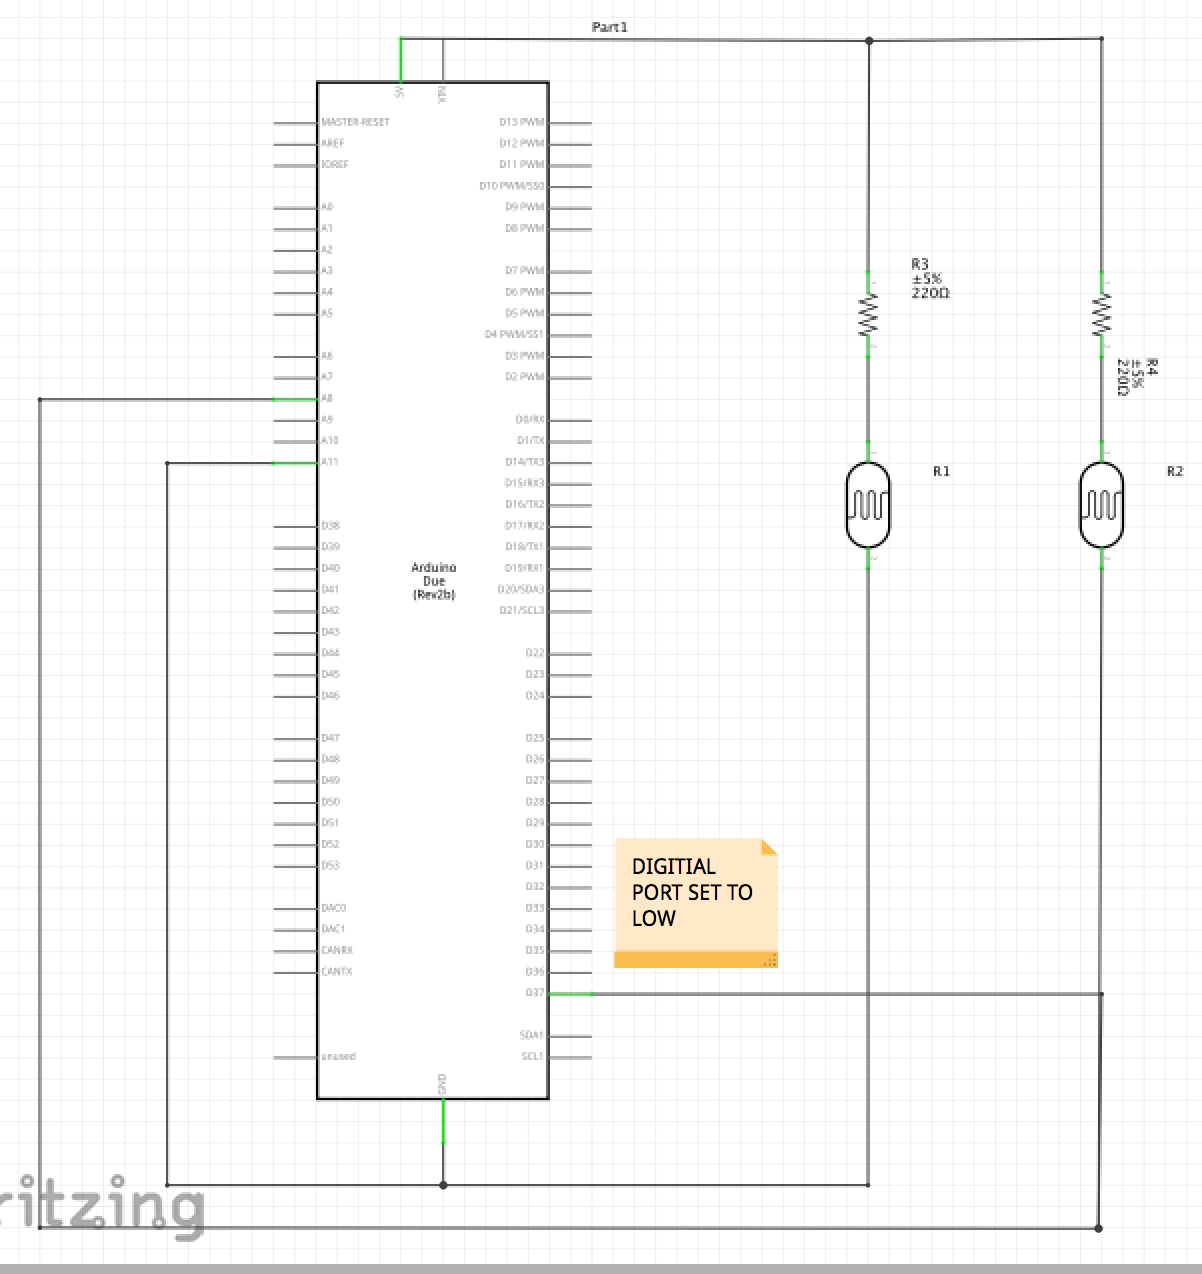 Part1
5V
VIN
MASTER-RESET
D13 PWM
AREF
D12 PWM
IOREF
D11 PWM
D10 PWM/SS0
A0
D9 PWM
A1
D8 PWM
A2
A3
D7 PWM
A4
D6 PWM
A5
D5 PWM
D4 PWM/SS1
A6
D3 PWM
A7
D2 PWM
A8
A9
D0/RX
A10
D1/TX
A11
D14/TX3
D15/RX3
D16/TX2
D38
D17/RX2
D39
D18/TX1
D40
D19/RX1
D41
D20/SDA3
D42
D21/SCL3
D43
D44
D22
D45
D23
D46
D24
D47
D25
D48
D26
D49
D27
D50
D28
D51
D29
D52
D30
D53
D31
D32
DAC0
D33
DAC1
D34
CANRX
D35
CANTX
D36
D37
SDA1
unused
SCL1
GND
Arduino
Due
(Rev2b)
R3
±5%
220Ω
R4
±5%
220Ω
R1
R2
DIGITIAL
PORT SET TO
LOW
ritzing